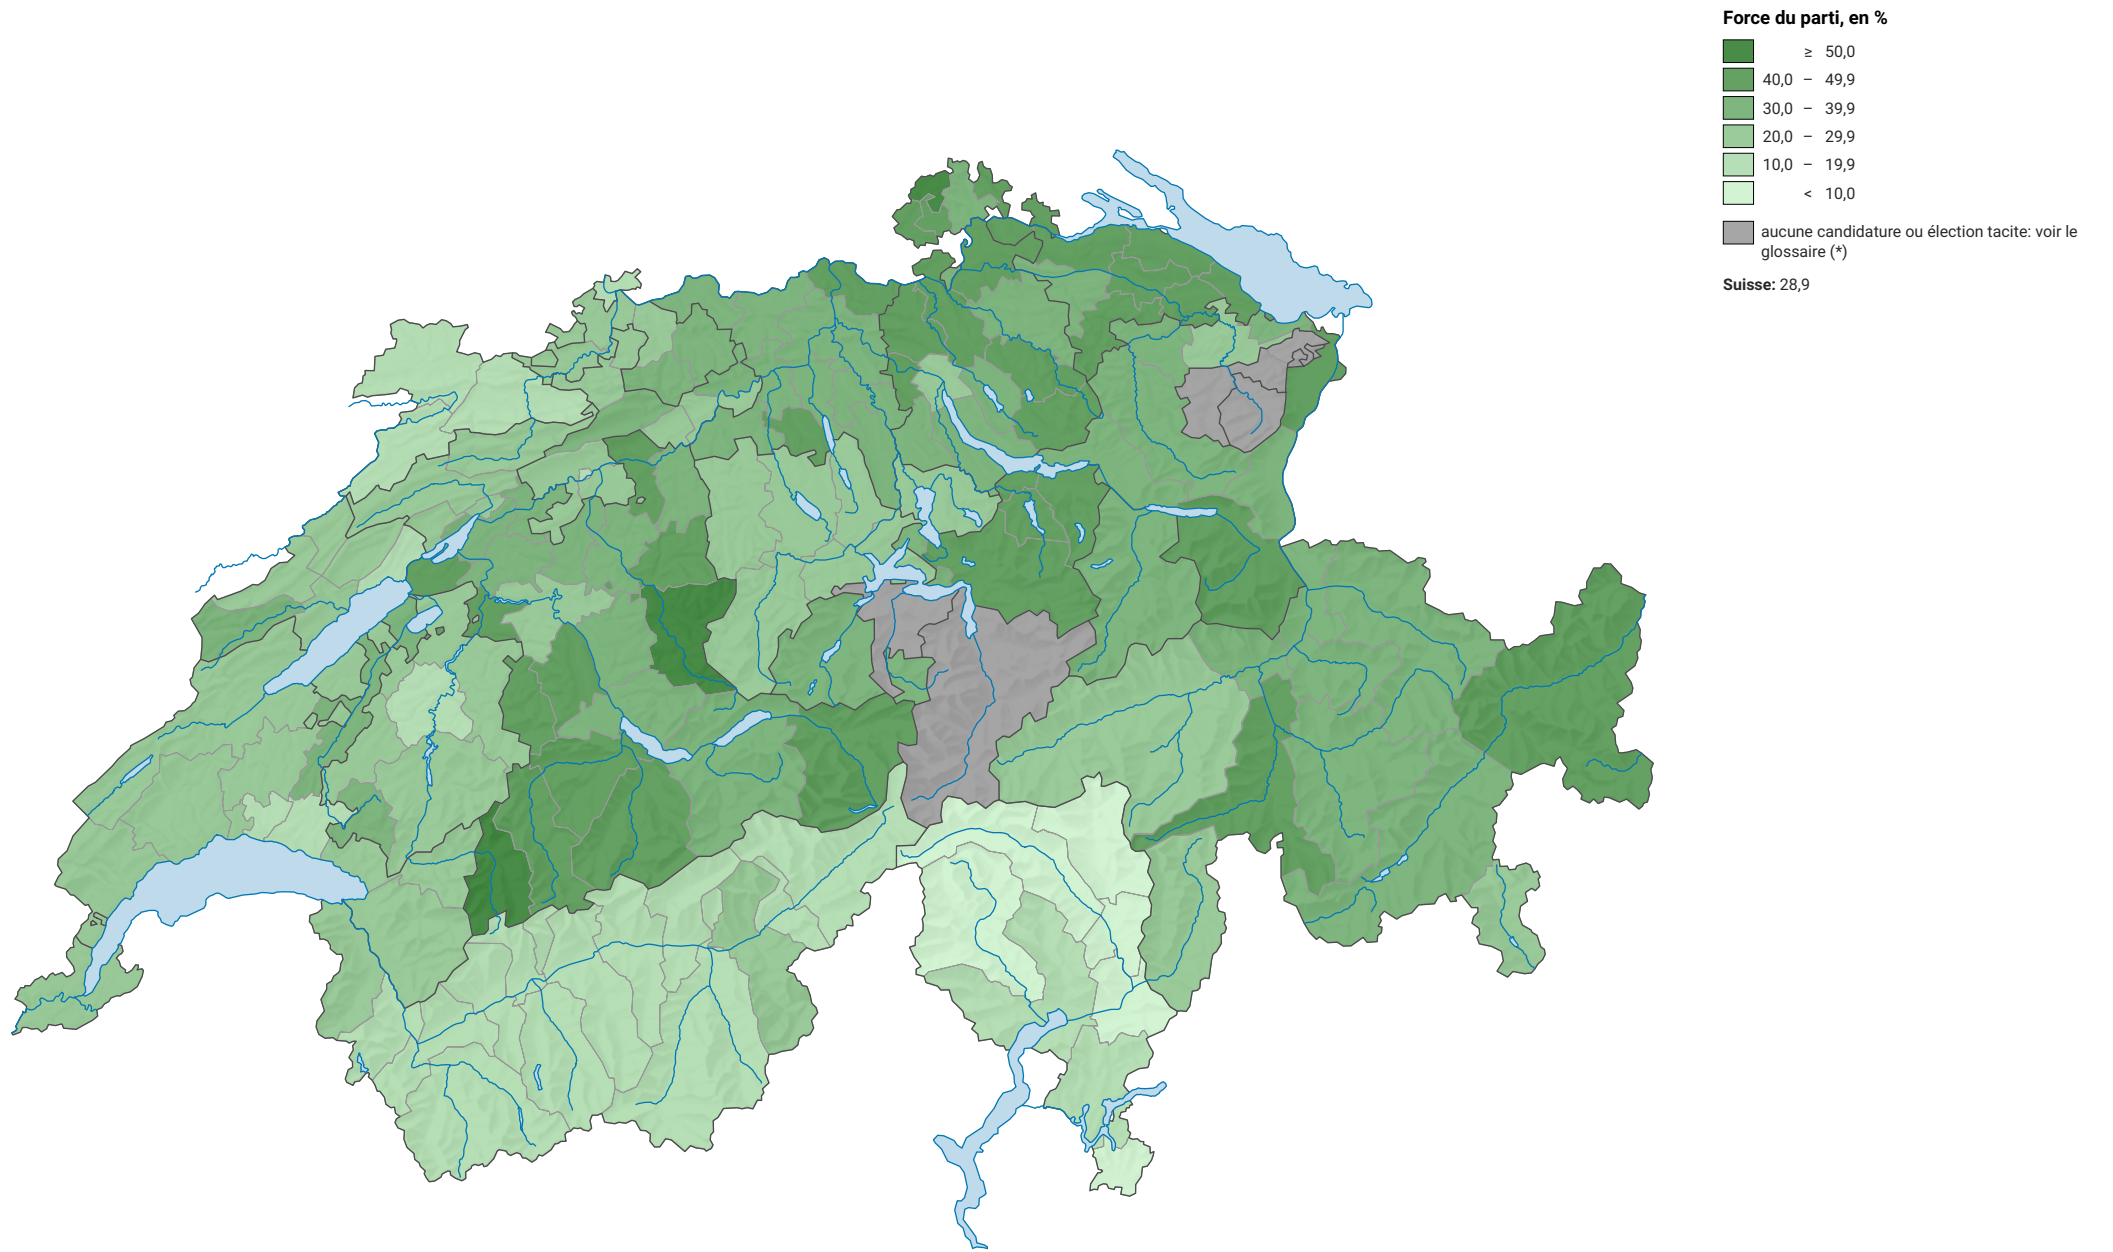 Force du parti, en %
≥ 50,0
40,0 – 49,9
30,0 – 39,9
20,0 – 29,9
10,0 – 19,9
< 10,0
aucune candidature ou élection tacite: voir le
glossaire (*)
Suisse: 28,9